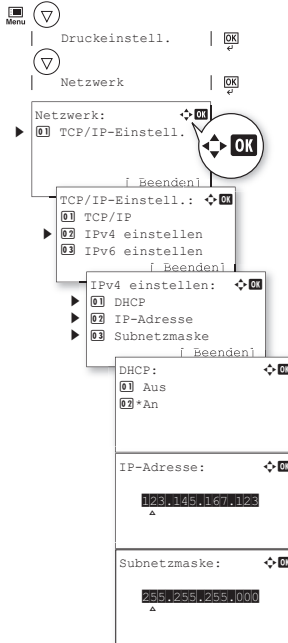 Menu
Druckeinstell. OK
Netzwerk OK
Netzwerk: OK
01 TCP/IP-Einstell.
OK
[ Beenden]
TCP/IP-Einstell.: OK
01 TCP/IP
02 IPv4 einstellen
03 IPv6 einstellen
[ Beenden]
IPv4 einstellen: OK
01 DHCP
02 IP-Adresse
03 Subnetzmaske
[ Beenden]
DHCP: OK
01 Aus
02 *An
IP-Adresse: OK
123.145.167.123
Subnetzmaske: OK
255.255.255.000